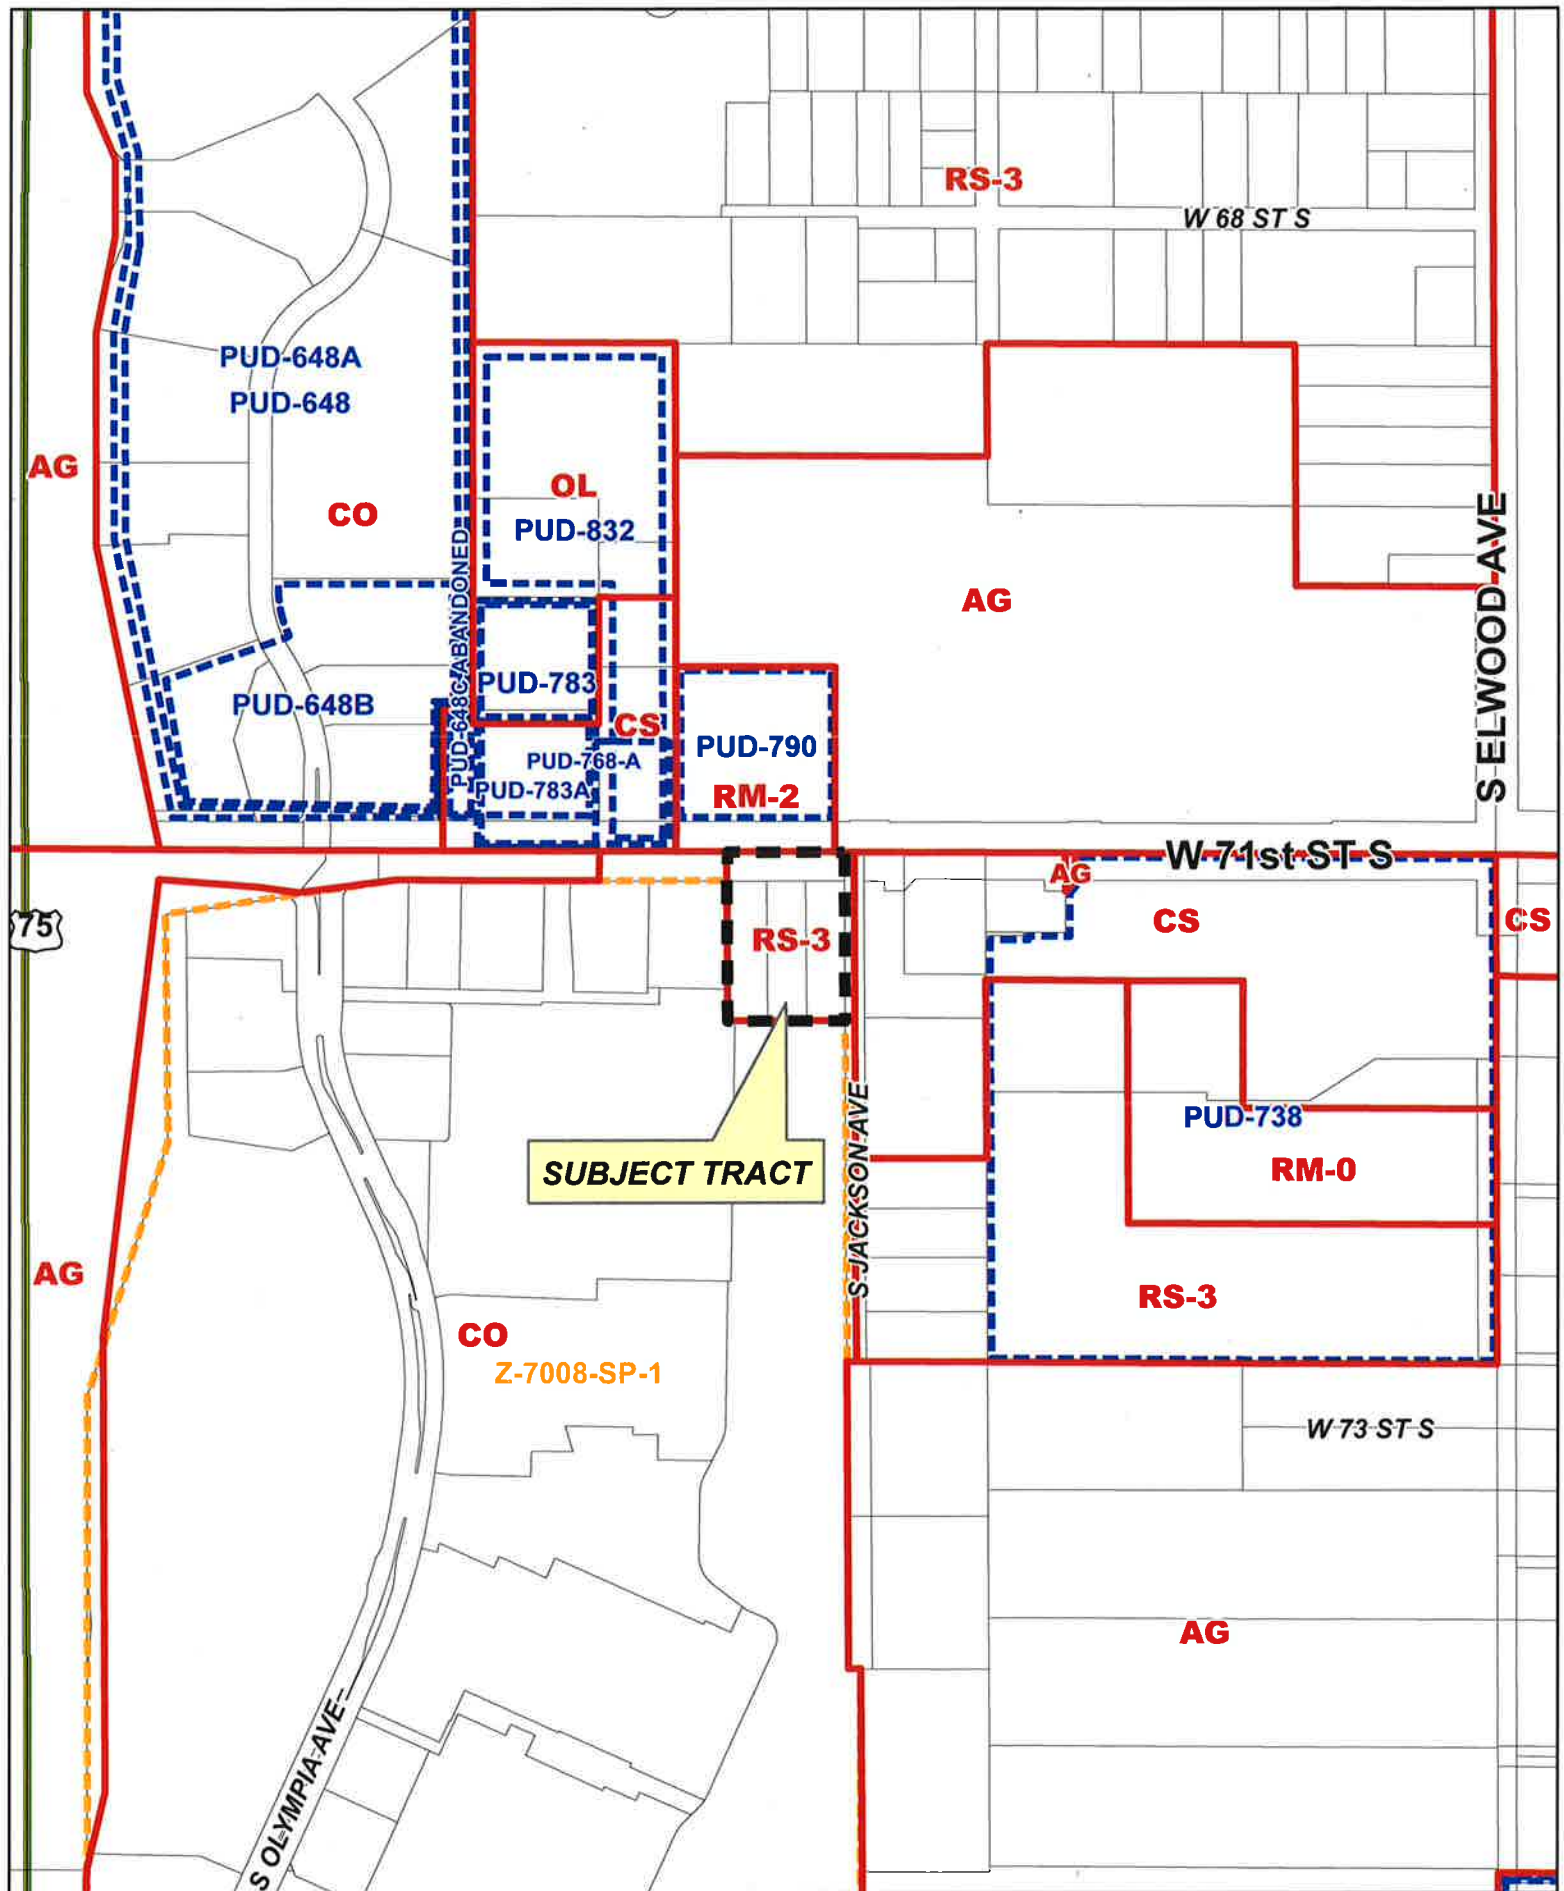 RS-3
W 68 ST S
PUD-648A
PUD-648
AG
CO
OL
PUD-832
S ELWOOD AVE
AG
PUD-648C ABANDONED
PUD-783
PUD-648B
CS
PUD-790
PUD-768-A
PUD-783A
RM-2
W 71st ST S
AG
CS
CS
75
RS-3
PUD-738
S JACKSON AVE
SUBJECT TRACT
RM-0
AG
RS-3
CO
Z-7008-SP-1
W 73 ST S
AG
S OLYMPIA AVE